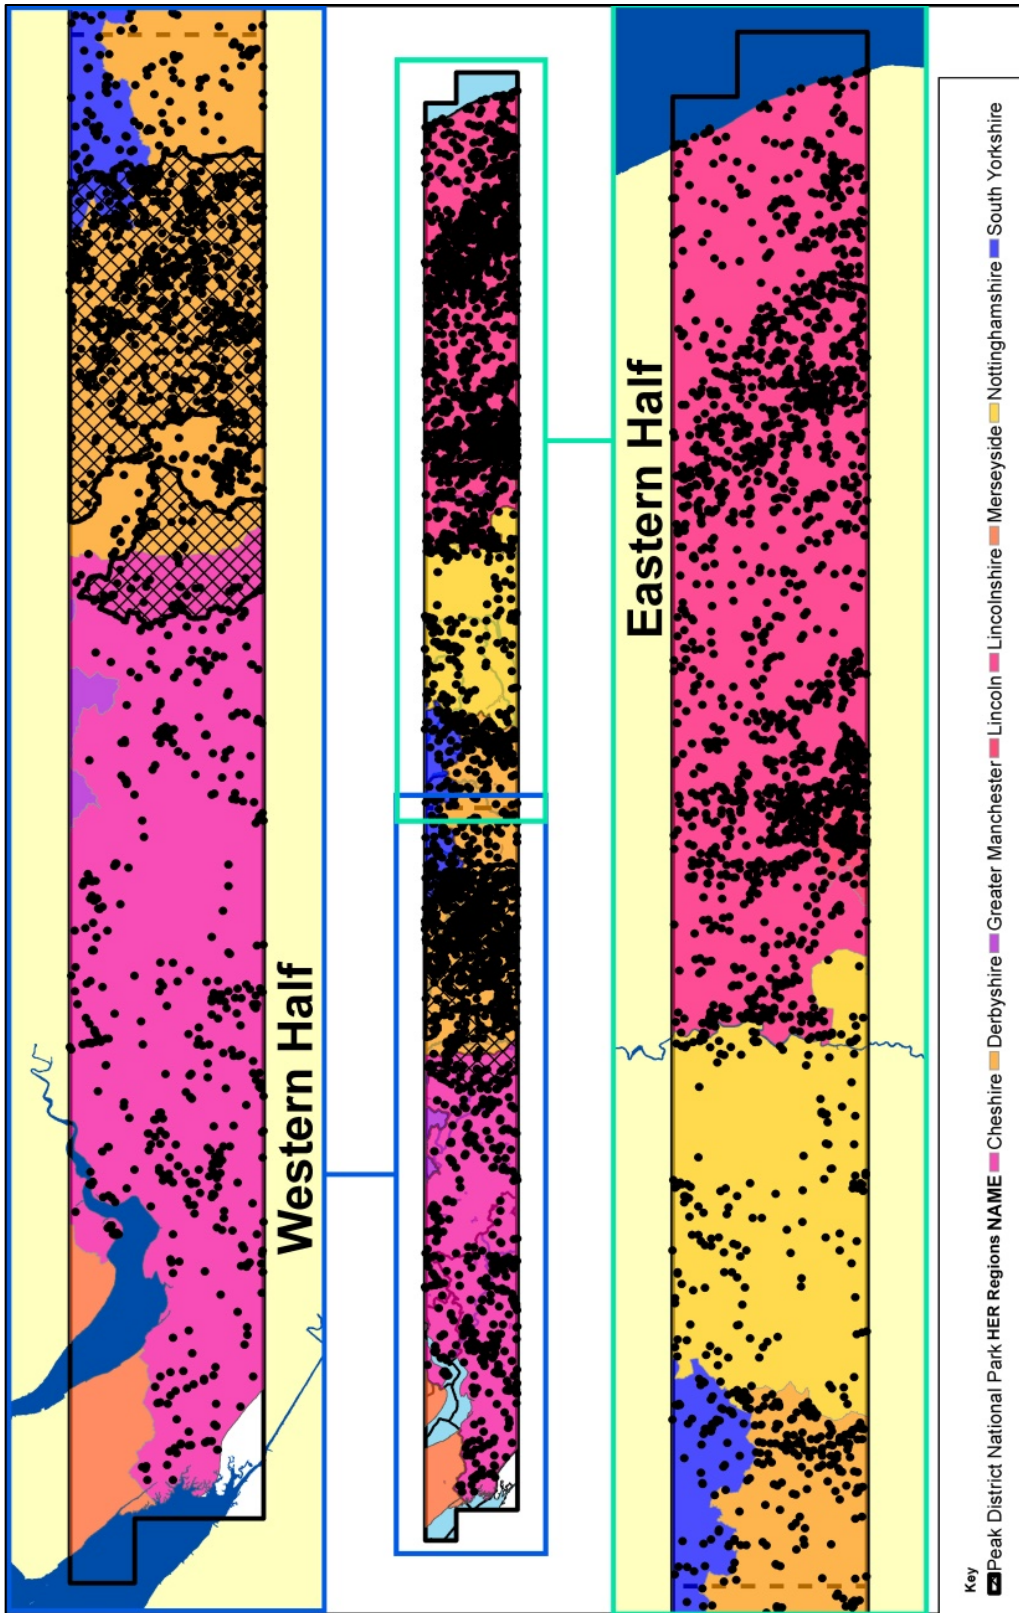 Western Half
Eastern Half
Key
Peak District National Park HER Regions NAME Cheshire Derbyshire Greater Manchester Lincoln Lincolnshire Merseyside Nottinghamshire South Yorkshire